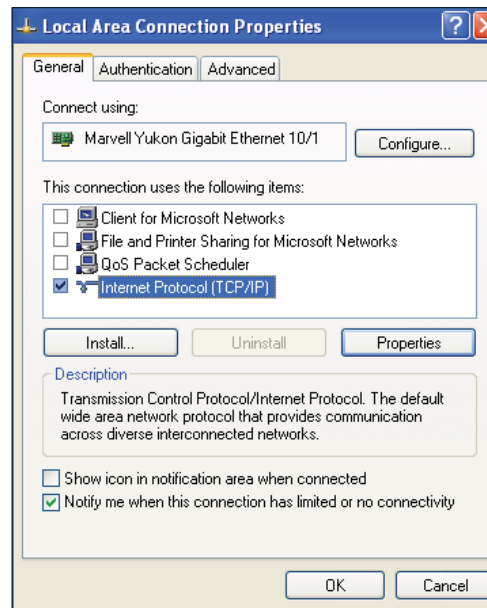 Local Area Connection Properties
General Authentication Advanced
Connect using:
Marvell Yukon Gigabit Ethernet 10/1 Configure...
This connection uses the following items:
Client for Microsoft Networks
File and Printer Sharing for Microsoft Networks
QoS Packet Scheduler
Internet Protocol (TCP/IP)
Install... Uninstall Properties
Description
Transmission Control Protocol/Internet Protocol. The default
wide area network protocol that provides communication
across diverse interconnected networks.
Show icon in notification area when connected
Notify me when this connection has limited or no connectivity
OK Cancel